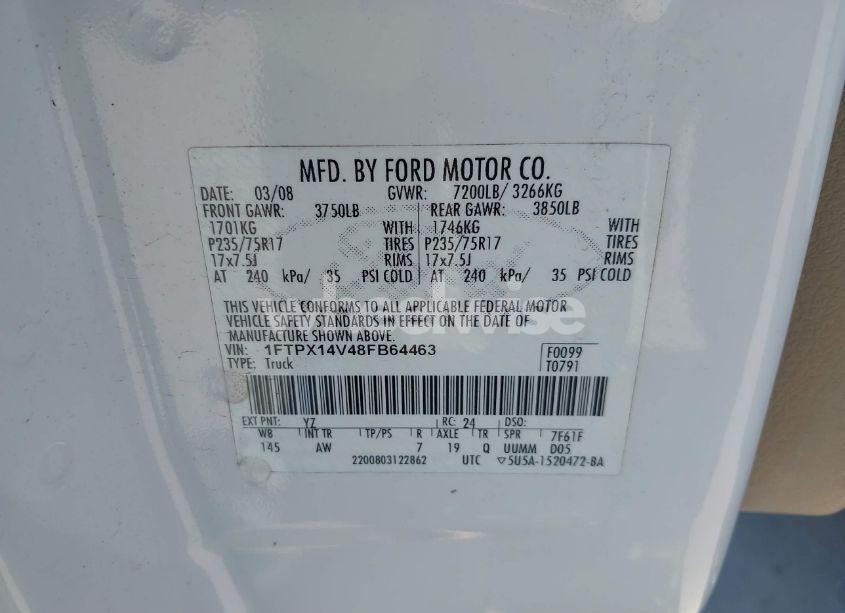 MFD. BY FORD MOTOR CO.
DATE: 03/08 GVWR: 7200LB/ 3266KG
FRONT GAWR: 3750LB REAR GAWR: 3850LB
1701KG WITH 1746KG WITH
P235/75R17 TIRES P235/75R17 TIRES
17x7.5J RIMS 17x7.5J RIMS
AT 240 kPa/ 35 PSI COLD AT 240 kPa/ 35 PSI COLD
THIS VEHICLE CONFORMS TO ALL APPLICABLE FEDERAL MOTOR
VEHICLE SAFETY STANDARDS IN EFFECT ON THE DATE OF
MANUFACTURE SHOWN ABOVE.
VIN: 1FTPX14V48FB64463 F0099
TYPE: Truck T0791
EXT PNT: YZ RC: 24 DSO:
WB INT TR TP/PS R AXLE TR SPR 7F61F
145 AW 7 19 Q UUMM D05
2200803122862 UTC ▽5U5A-1520472-BA